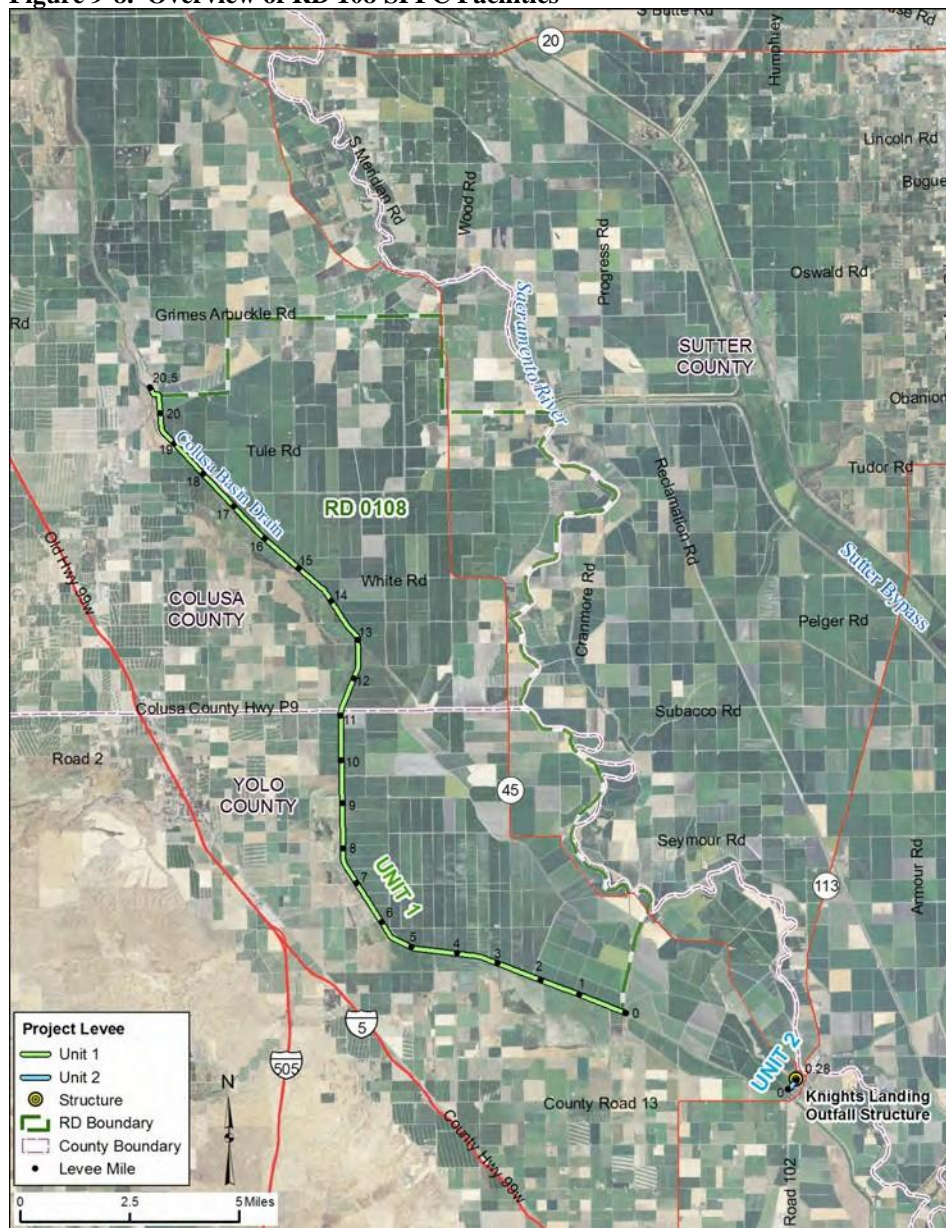 Figure 9-8. Overview of RD 108 SPFC Facilities
S Butte Rd
20
Humphrey
Lincoln Rd
Bogue
S Meridian Rd
Wood Rd
Progress Rd
Oswald Rd
Sacramento River
Rd
Grimes Arbuckle Rd
SUTTER
COUNTY
20.5
20
Obanion
19
Colusa Basin Drain
Tule Rd
Tudor Rd
18
Reclamation Rd
17
RD 0108
16
Old Hwy 99w
15
Sutter Bypass
White Rd
14
Cranmore Rd
COLUSA
COUNTY
13
Pelger Rd
12
Colusa County Hwy P9
11
Subacco Rd
Road 2
10
YOLO
COUNTY
45
9
Seymour Rd
8
Armour Rd
7
UNIT 1
113
6
5
4
3
2
1
0
5
505
UNIT 2
0.28
0
Knights Landing
Outfall Structure
County Road 13
County Hwy 99w
Road 102
Project Levee
Unit 1
Unit 2
Structure
RD Boundary
County Boundary
Levee Mile
N
0 2.5 5 Miles